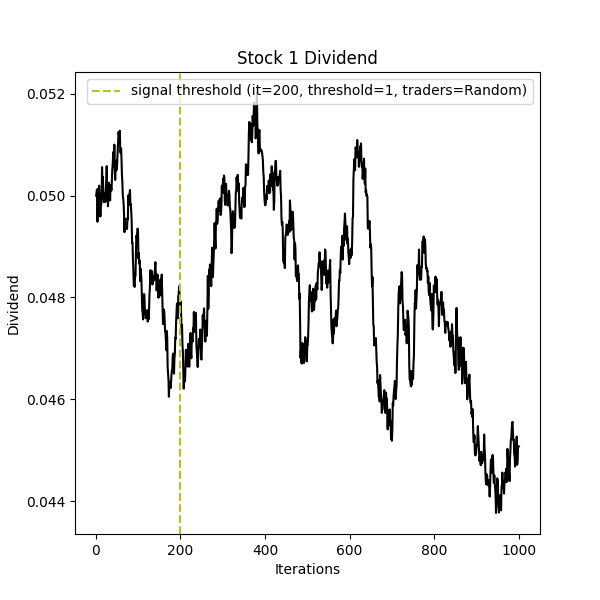 Stock 1 Dividend
signal threshold (it=200, threshold=1, traders=Random)
0.052
0.050
0.048
0.046
0.044
Dividend
0
200
400
600
800
1000
Iterations